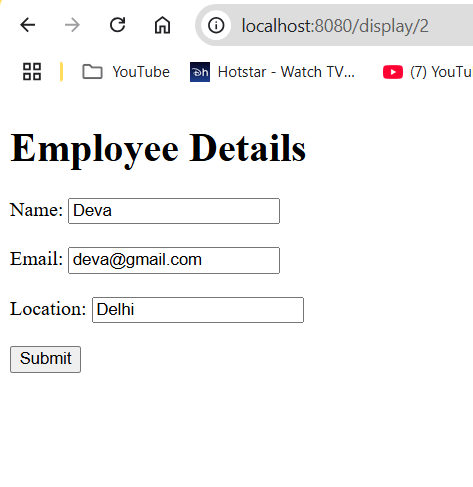 localhost:8080/display/2
YouTube Dh Hotstar - Watch TV... (7) YouTu
Employee Details
Name: Deva
Email: deva@gmail.com
Location: Delhi
Submit